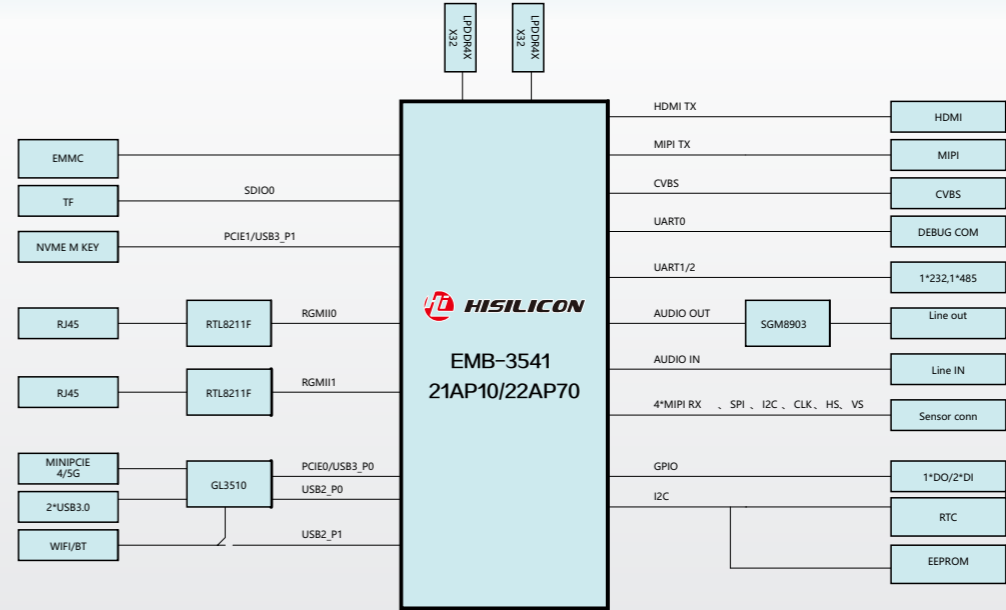 LPDDR4X
X32
LPDDR4X
X32
EMMC
TF
SDIO0
NVME M KEY
PCIE1/USB3_P1
RJ45
RTL8211F
RGMII0
RJ45
RTL8211F
RGMII1
MINIPCIE
4/5G
2*USB3.0
WIFI/BT
GL3510
PCIE0/USB3_P0
USB2_P0
USB2_P1
Hi HISILICON
EMB-3541
21AP10/22AP70
HDMI TX
HDMI
MIPI TX
MIPI
CVBS
CVBS
UART0
DEBUG COM
UART1/2
1*232,1*485
AUDIO OUT
SGM8903
Line out
AUDIO IN
Line IN
4*MIPI RX 、 SPI 、 I2C 、 CLK、 HS、 VS
Sensor conn
GPIO
1*DO/2*DI
I2C
RTC
EEPROM